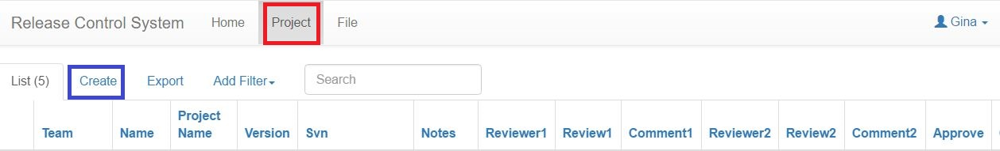 Release Control System Home Project File Gina
List (5) Create Export Add Filter Search
Team Name Project Name Version Svn Notes Reviewer1 Review1 Comment1 Reviewer2 Review2 Comment2 Approve